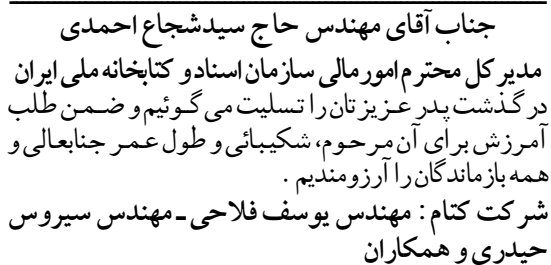 جناب آقای مهندس حاج سیدشجاع احمدی
مدیر کل محترم امور مالی سازمان اسناد و کتابخانه ملی ایران
درگذشت پدر عزیزتان را تسلیت می‌گوئیم و ضمن طلب
آمرزش برای آن مرحوم، شکیبائی و طول عمر جنابعالی و
همه بازماندگان را آرزومندیم .
شرکت کتام : مهندس یوسف فلاحی ـ مهندس سیروس
حیدری و همکاران